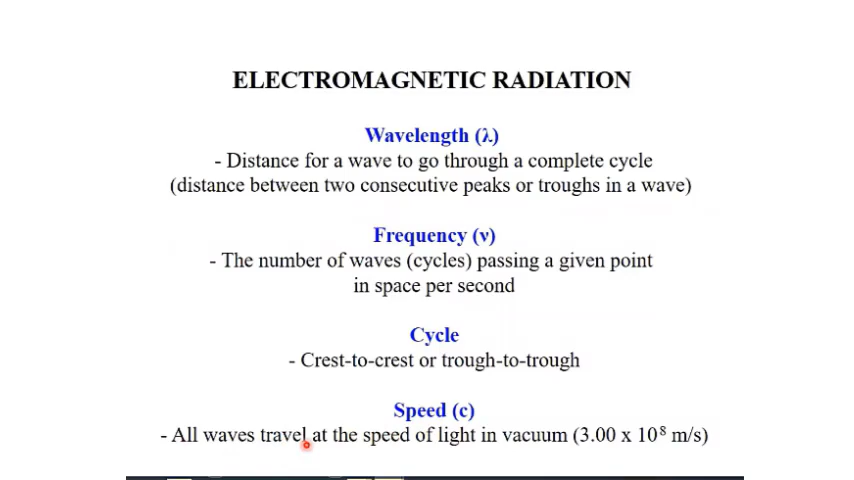 ELECTROMAGNETIC RADIATION
Wavelength (λ)
- Distance for a wave to go through a complete cycle
(distance between two consecutive peaks or troughs in a wave)
Frequency (ν)
- The number of waves (cycles) passing a given point
in space per second
Cycle
- Crest-to-crest or trough-to-trough
Speed (c)
- All waves travel at the speed of light in vacuum (3.00 x 10⁸ m/s)